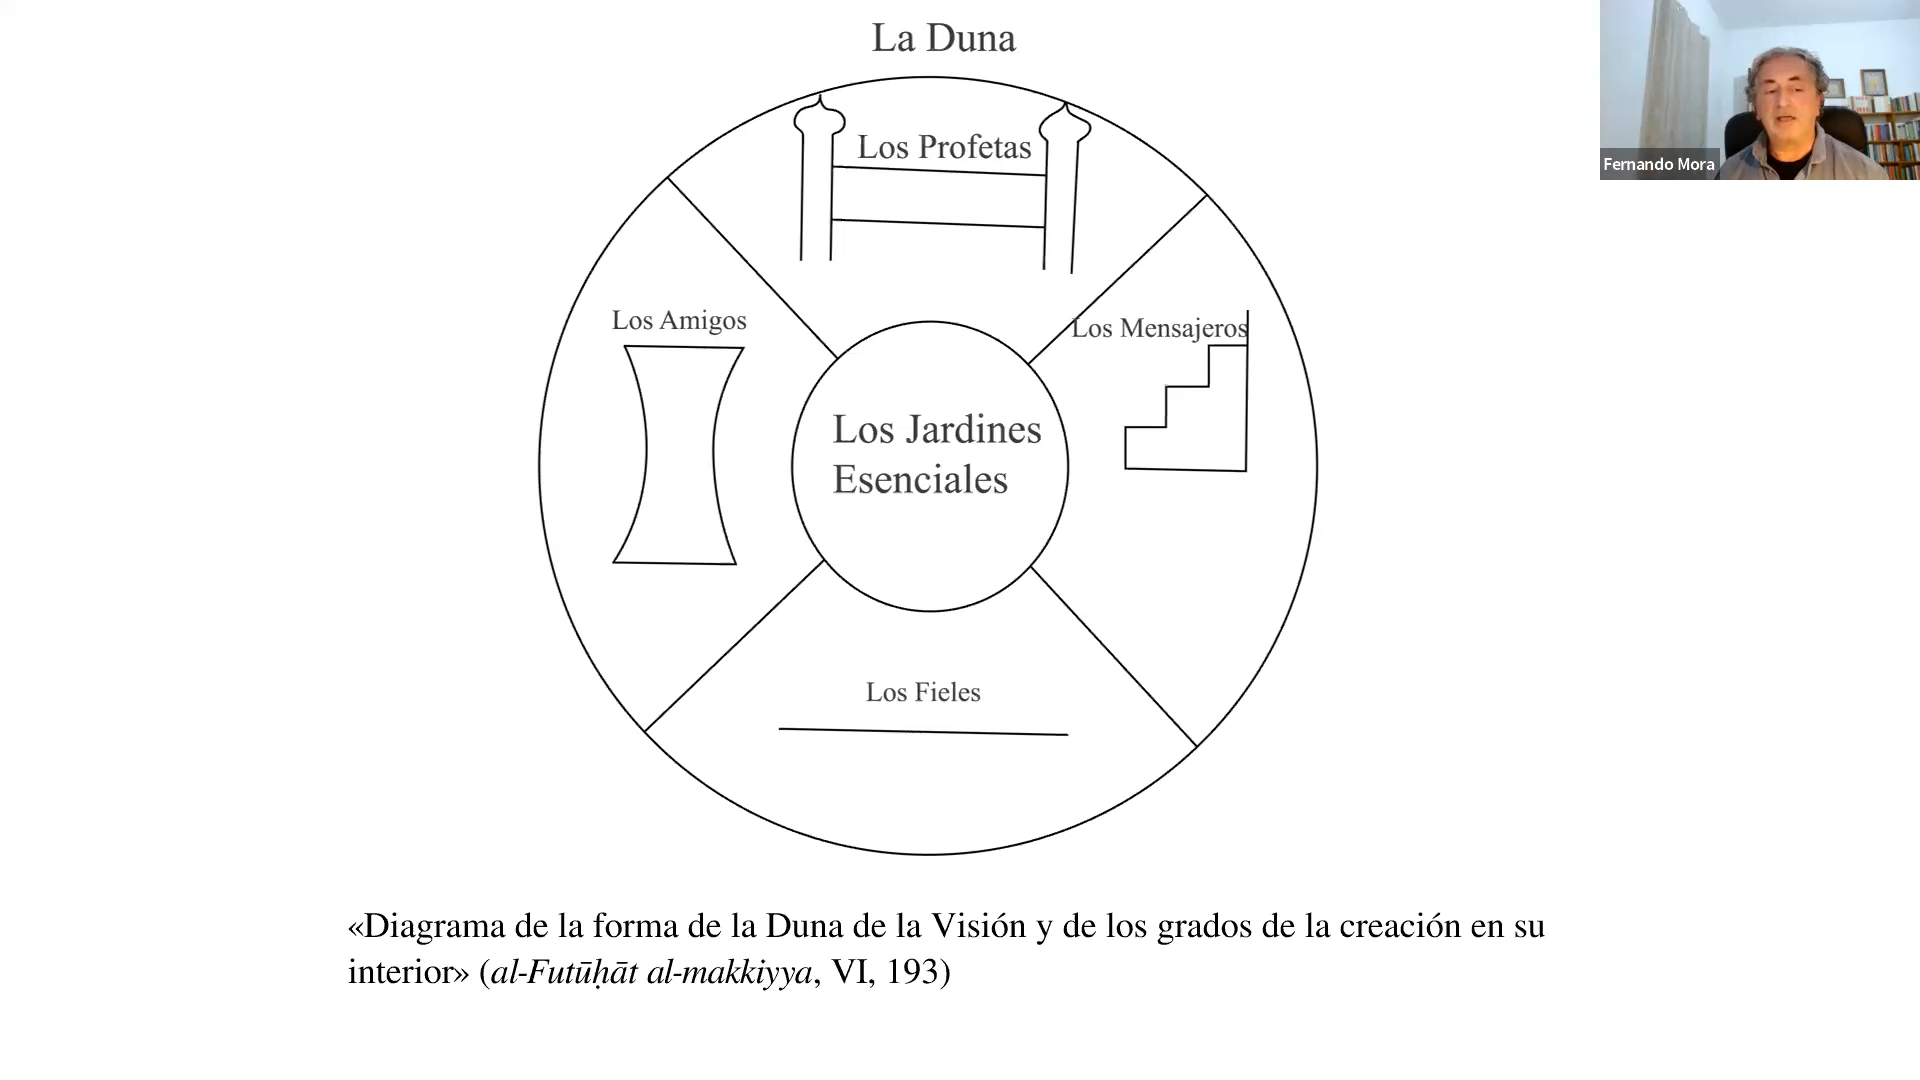 La Duna
Los Profetas
Los Amigos
Los Mensajeros
Los Jardines
Esenciales
Los Fieles
«Diagrama de la forma de la Duna de la Visión y de los grados de la creación en su
interior» (al-Futūḥāt al-makkiyya, VI, 193)
Fernando Mora